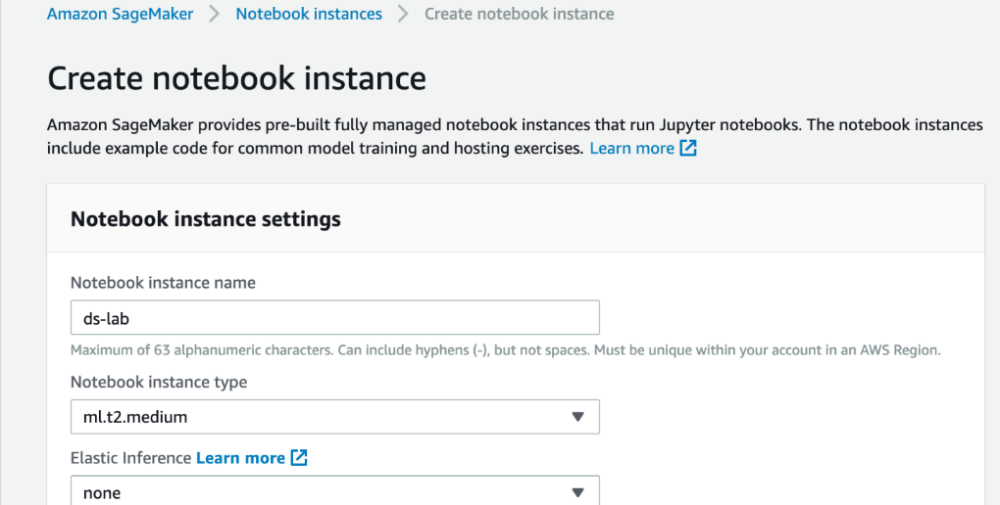 Amazon SageMaker > Notebook instances > Create notebook instance
Create notebook instance
Amazon SageMaker provides pre-built fully managed notebook instances that run Jupyter notebooks. The notebook instances
include example code for common model training and hosting exercises. Learn more
Notebook instance settings
Notebook instance name
ds-lab
Maximum of 63 alphanumeric characters. Can include hyphens (-), but not spaces. Must be unique within your account in an AWS Region.
Notebook instance type
ml.t2.medium
Elastic Inference Learn more
none